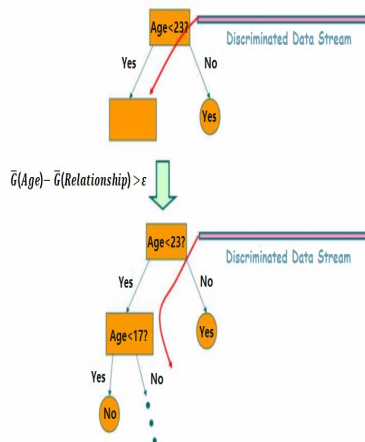 Age<23?
Discriminated Data Stream
Yes
No
Yes
G̅(Age)− G̅(Relationship)>ε
Age<23?
Discriminated Data Stream
Yes
No
Age<17?
Yes
Yes
No
No